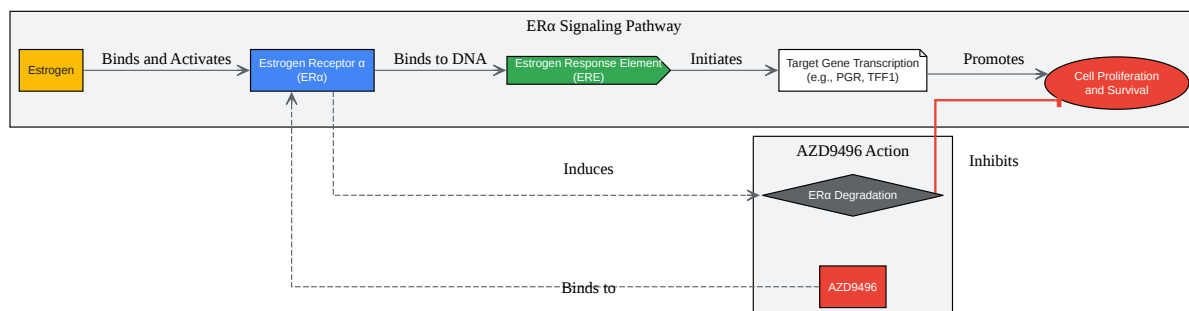 ERα Signaling Pathway
Estrogen
Binds and Activates
Estrogen Receptor α
(ERα)
Binds to DNA
Estrogen Response Element
(ERE)
Initiates
Target Gene Transcription
(e.g., PGR, TFF1)
Promotes
Cell Proliferation
and Survival
AZD9496 Action
Inhibits
Induces
ERα Degradation
Binds to
AZD9496